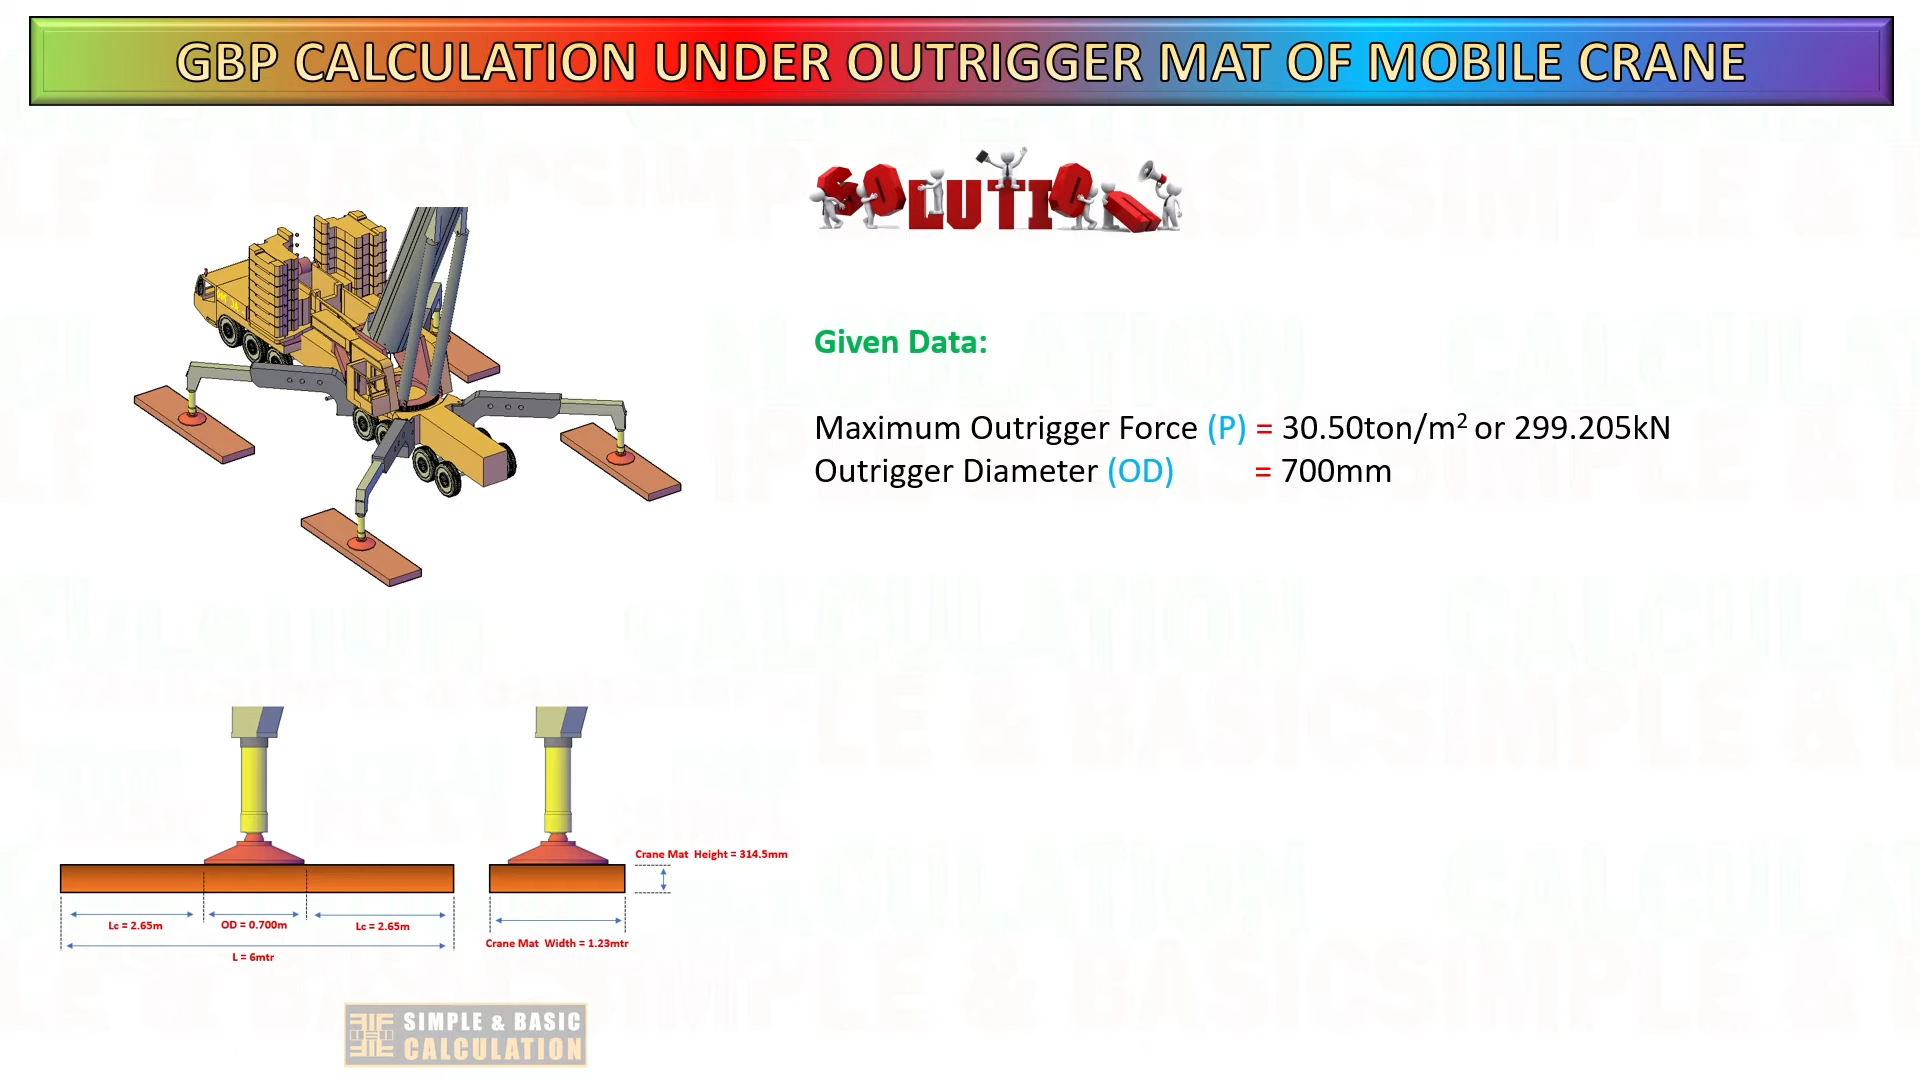 GBP CALCULATION UNDER OUTRIGGER MAT OF MOBILE CRANE
SOLUTION
Given Data:
Maximum Outrigger Force (P) = 30.50ton/m² or 299.205kN
Outrigger Diameter (OD) = 700mm
Crane Mat Height = 314.5mm
Lc = 2.65m
OD = 0.700m
Lc = 2.65m
Crane Mat Width = 1.23mtr
L = 6mtr
SIMPLE & BASIC
CALCULATION